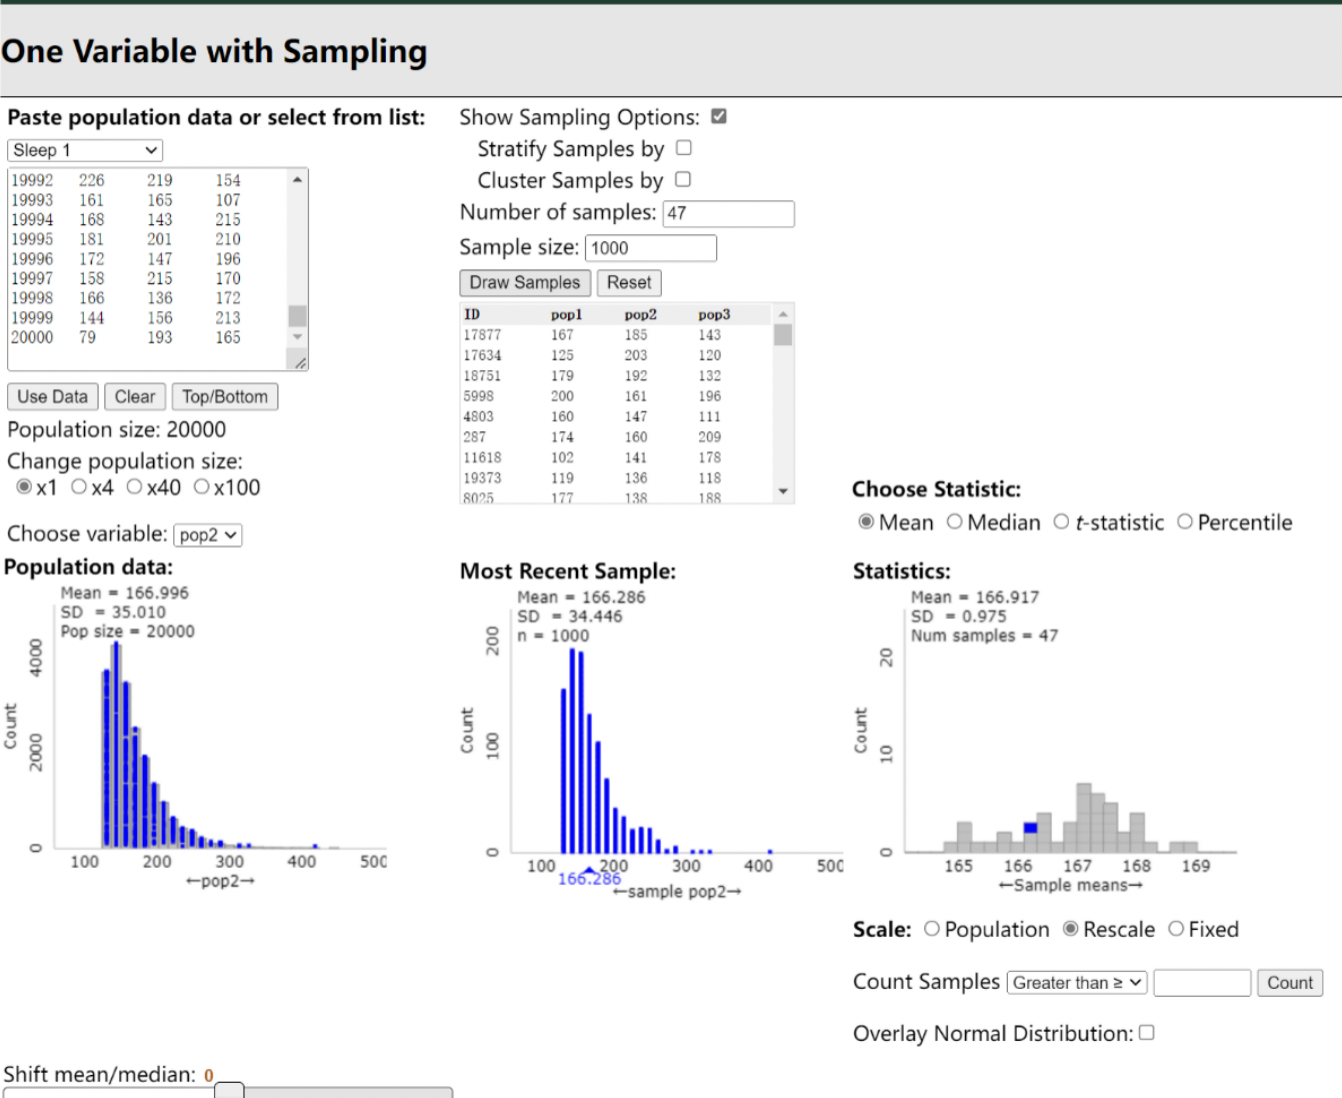 One Variable with Sampling
Paste population data or select from list:
Sleep 1
19992 226 219 154
19993 161 165 107
19994 168 143 215
19995 181 201 210
19996 172 147 196
19997 158 215 170
19998 166 136 172
19999 144 156 213
20000 79 193 165
Use Data Clear Top/Bottom
Population size: 20000
Change population size:
x1 x4 x40 x100
Choose variable: pop2
Population data:
Mean = 166.996
SD = 35.010
Pop size = 20000
Count
4000
2000
0
100 200 300 400 500
←pop2→
Shift mean/median: 0
Show Sampling Options:
Stratify Samples by
Cluster Samples by
Number of samples: 47
Sample size: 1000
Draw Samples Reset
ID pop1 pop2 pop3
17877 167 185 143
17634 125 203 120
18751 179 192 132
5998 200 161 196
4803 160 147 111
287 174 160 209
11618 102 141 178
19373 119 136 118
8025 177 138 188
Most Recent Sample:
Mean = 166.286
SD = 34.446
n = 1000
Count
200
100
0
100 200 300 400 500
166.286
←sample pop2→
Choose Statistic:
Mean Median t-statistic Percentile
Statistics:
Mean = 166.917
SD = 0.975
Num samples = 47
Count
20
10
0
165 166 167 168 169
←Sample means→
Scale: Population Rescale Fixed
Count Samples Greater than ≥ Count
Overlay Normal Distribution: